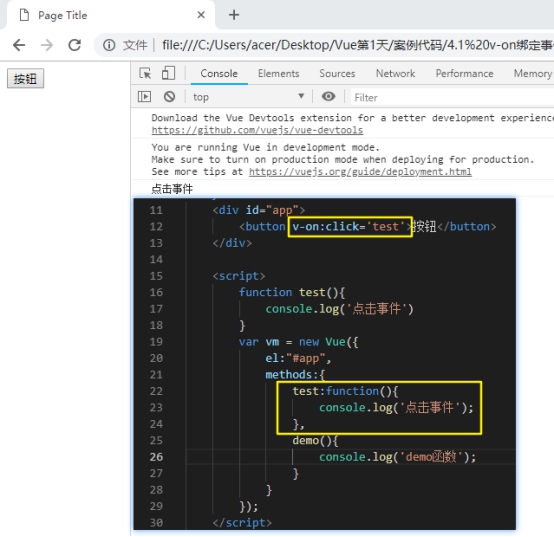 Page Title
文件 | file:///C:/Users/acer/Desktop/Vue第1天/案例代码/4.1%20v-on绑定事
按钮
Console Elements Sources Network Performance Memory
top Filter
Download the Vue Devtools extension for a better development experience
https://github.com/vuejs/vue-devtools
You are running Vue in development mode.
Make sure to turn on production mode when deploying for production.
See more tips at https://vuejs.org/guide/deployment.html
点击事件
11 <div id="app">
12 <button v-on:click='test'>按钮</button>
13 </div>
14
15 <script>
16 function test(){
17 console.log('点击事件')
18 }
19 var vm = new Vue({
20 el:"#app",
21 methods:{
22 test:function(){
23 console.log('点击事件');
24 },
25 demo(){
26 console.log('demo函数');
27 }
28 }
29 });
30 </script>